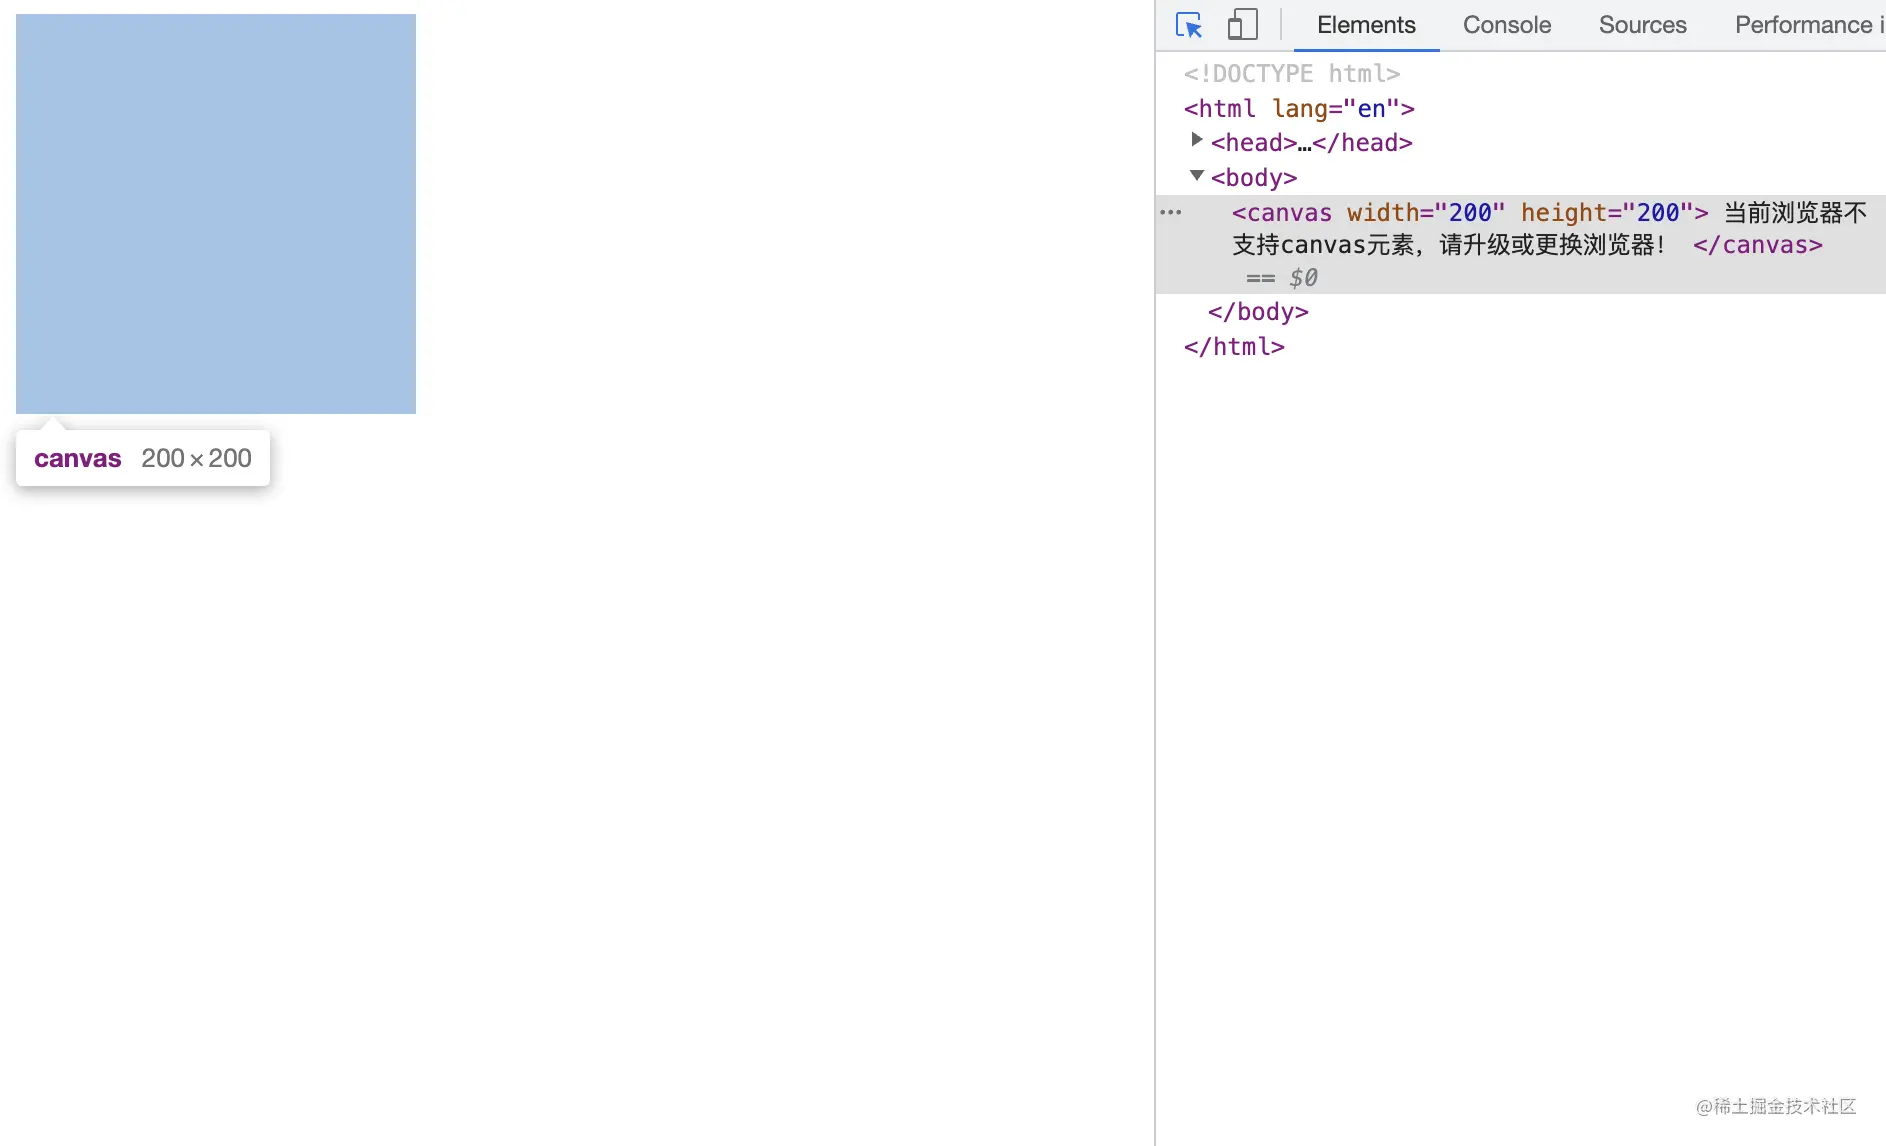 canvas 200×200
Elements Console Sources Performance i
<!DOCTYPE html>
<html lang="en">
<head>…</head>
<body>
<canvas width="200" height="200"> 当前浏览器不
支持canvas元素，请升级或更换浏览器！ </canvas>
== $0
</body>
</html>
@稀土掘金技术社区